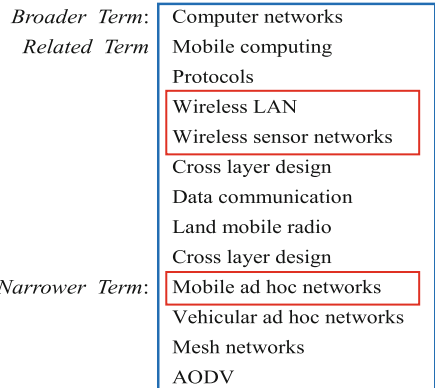 Broader Term: Computer networks
Related Term Mobile computing
Protocols
Wireless LAN
Wireless sensor networks
Cross layer design
Data communication
Land mobile radio
Cross layer design
Narrower Term: Mobile ad hoc networks
Vehicular ad hoc networks
Mesh networks
AODV